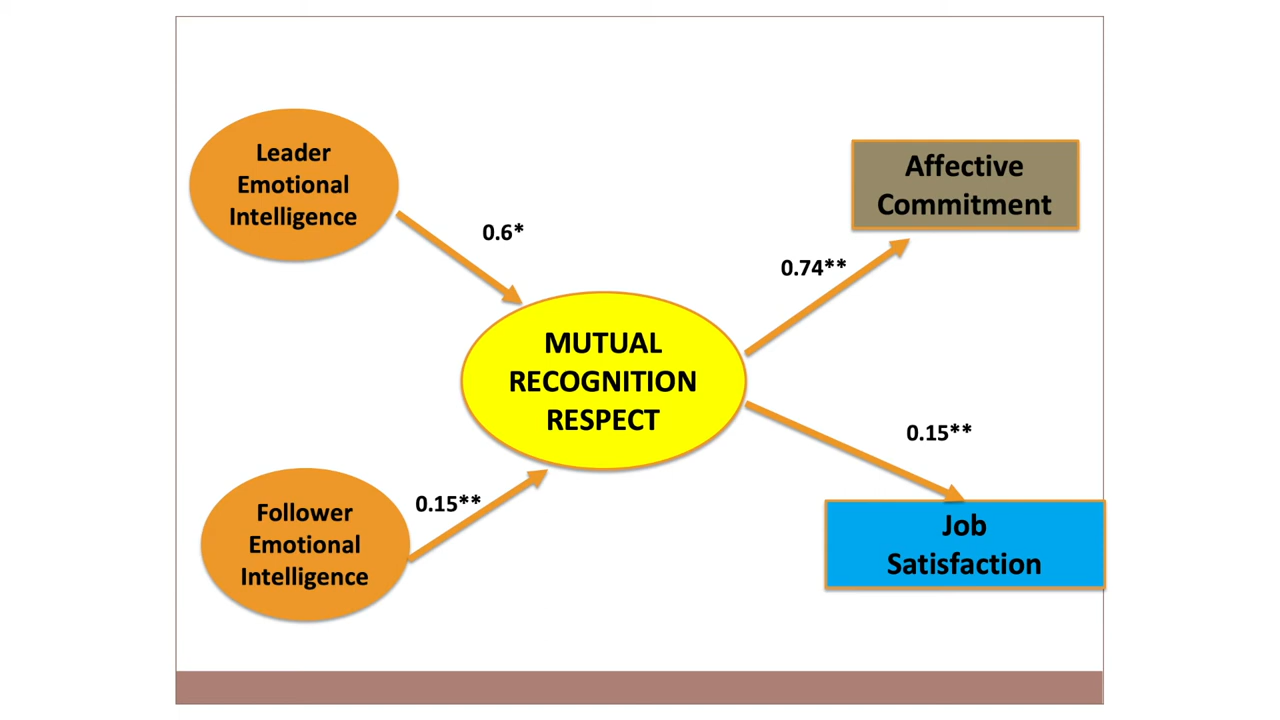 Leader
Emotional
Intelligence
0.6*
Affective
Commitment
0.74**
MUTUAL
RECOGNITION
RESPECT
0.15**
Follower
Emotional
Intelligence
0.15**
Job
Satisfaction